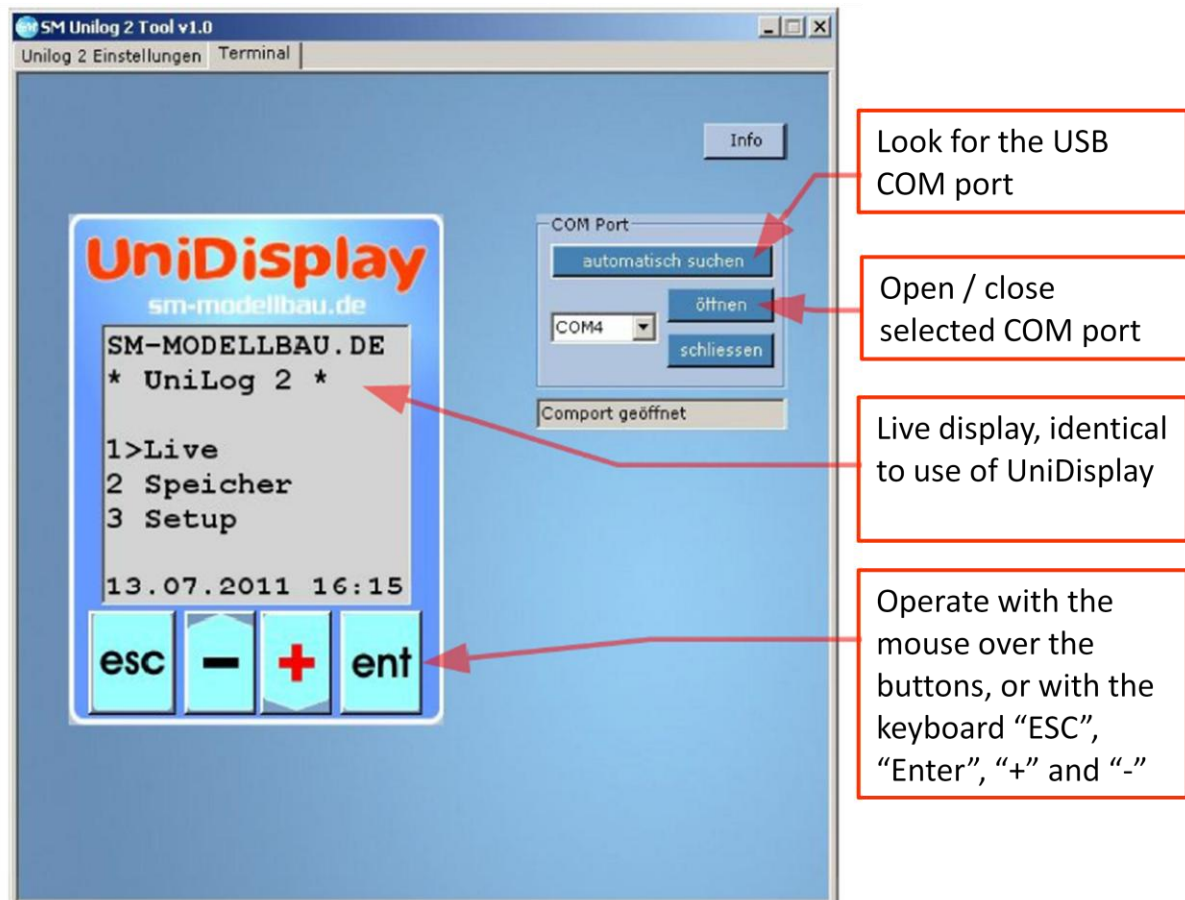 SM Unilog 2 Tool v1.0
Unilog 2 Einstellungen Terminal
Info
Look for the USB
COM port
COM Port
automatisch suchen
öffnen
COM4
schliessen
Comport geöffnet
Open / close
selected COM port
UniDisplay
sm-modellbau.de
SM-MODELLBAU.DE
* UniLog 2 *
1>Live
2 Speicher
3 Setup
13.07.2011 16:15
esc - + ent
Live display, identical
to use of UniDisplay
Operate with the
mouse over the
buttons, or with the
keyboard “ESC”,
“Enter”, “+” and “-”